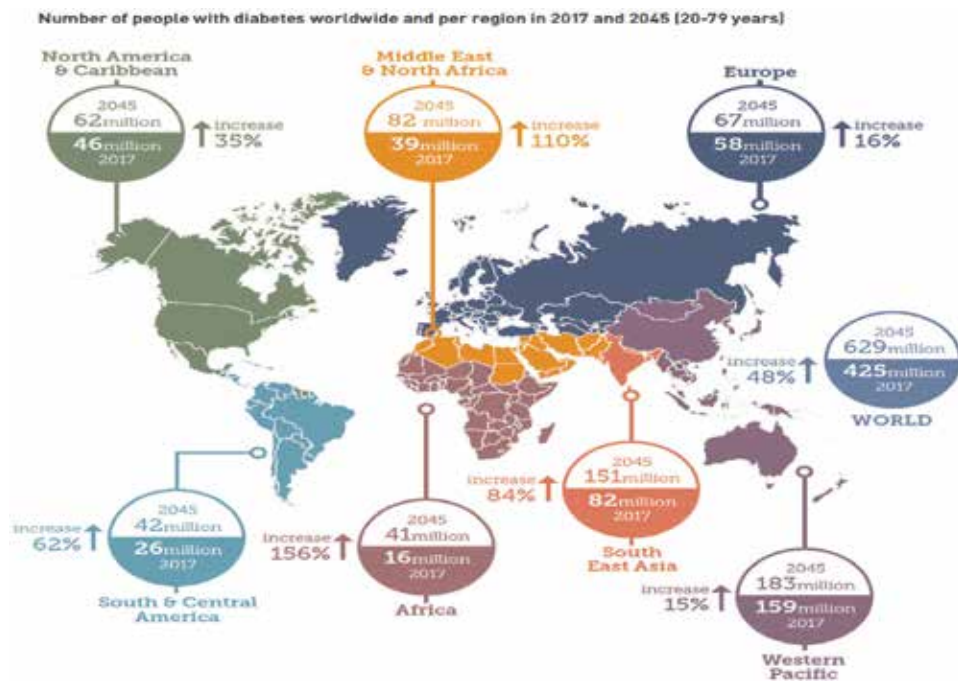 Number of people with diabetes worldwide and per region in 2017 and 2045 (20-79 years)
North America
& Caribbean
2045
62million
46million
2017
increase
35%
Middle East
& North Africa
2045
82 million
39million
2017
increase
110%
Europe
2045
67million
58million
2017
increase
16%
2045
629million
425million
2017
increase
48%
WORLD
2045
42million
26million
2017
increase
62%
South & Central
America
2045
41million
16million
2017
increase
156%
Africa
2045
151million
82million
2017
increase
84%
South
East Asia
2045
183million
159million
2017
increase
15%
Western
Pacific